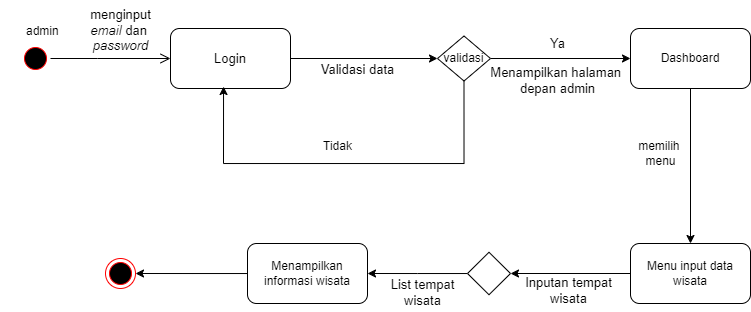 admin
menginput
email dan
password
Login
Validasi data
validasi
Ya
Menampilkan halaman
depan admin
Dashboard
Tidak
memilih
menu
Menampilkan
informasi wisata
List tempat
wisata
Inputan tempat
wisata
Menu input data
wisata